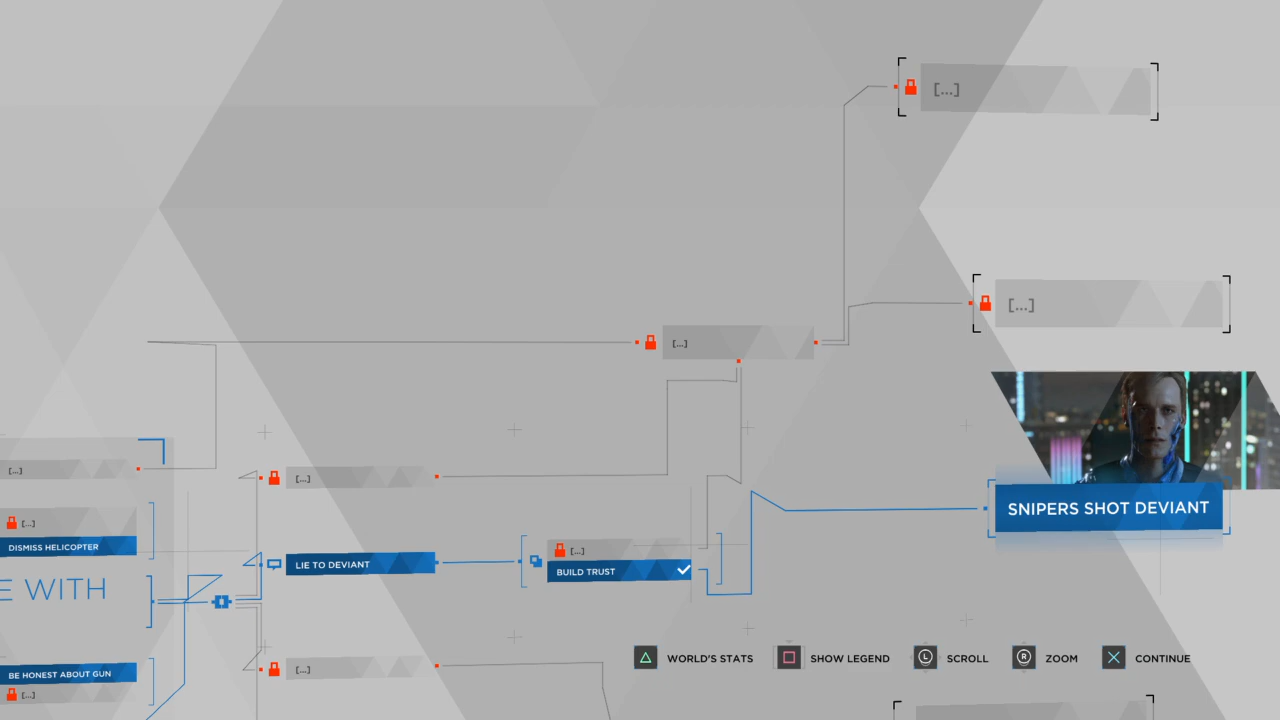 [...]
[...]
[...]
[...]
[...]
[...]
DISMISS HELICOPTER
SNIPERS SHOT DEVIANT
[...]
LIE TO DEVIANT
BUILD TRUST
E WITH
BE HONEST ABOUT GUN
[...]
[...]
WORLD'S STATS
SHOW LEGEND
L
SCROLL
R
ZOOM
CONTINUE